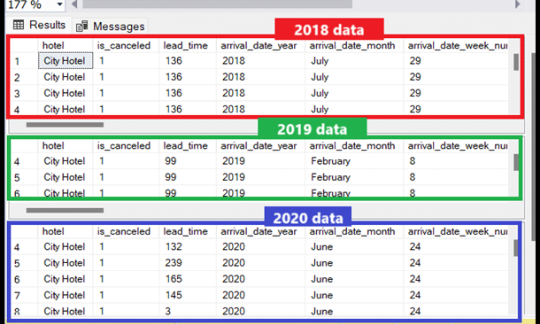 177 %
Results Messages
2018 data
hotel is_canceled lead_time arrival_date_year arrival_date_month arrival_date_week_nu
1 City Hotel 1 136 2018 July 29
2 City Hotel 1 136 2018 July 29
3 City Hotel 1 136 2018 July 29
4 City Hotel 1 136 2018 July 29
2019 data
hotel is_canceled lead_time arrival_date_year arrival_date_month arrival_date_week_nu
4 City Hotel 1 99 2019 February 8
5 City Hotel 1 99 2019 February 8
6 City Hotel 1 99 2019 February 8
2020 data
hotel is_canceled lead_time arrival_date_year arrival_date_month arrival_date_week_nu
4 City Hotel 1 132 2020 June 24
5 City Hotel 1 239 2020 June 24
6 City Hotel 1 165 2020 June 24
7 City Hotel 1 145 2020 June 24
8 City Hotel 1 3 2020 June 24